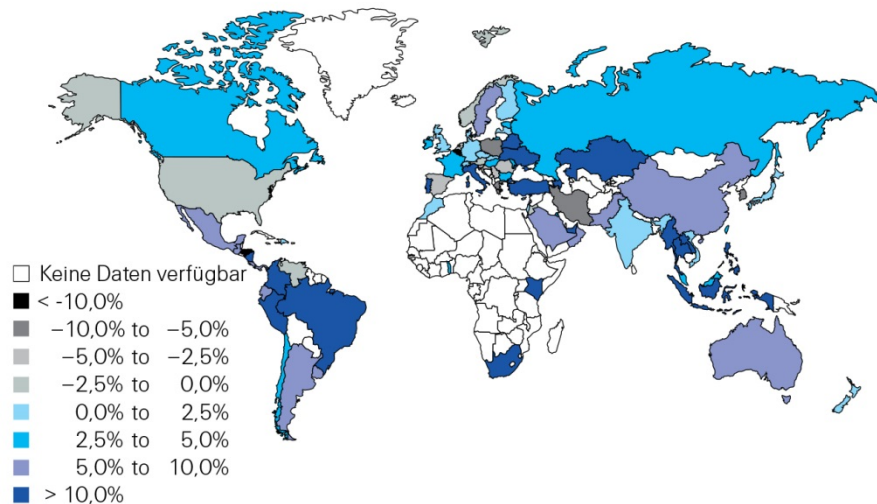 Keine Daten verfügbar
< -10,0%
−10,0% to −5,0%
−5,0% to −2,5%
−2,5% to 0,0%
0,0% to 2,5%
2,5% to 5,0%
5,0% to 10,0%
> 10,0%